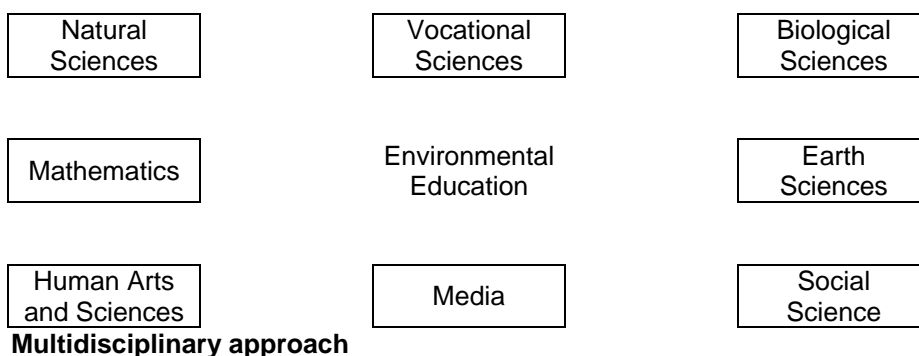 Natural
Sciences
Vocational
Sciences
Biological
Sciences
Mathematics
Environmental
Education
Earth
Sciences
Human Arts
and Sciences
Media
Social
Science
Multidisciplinary approach